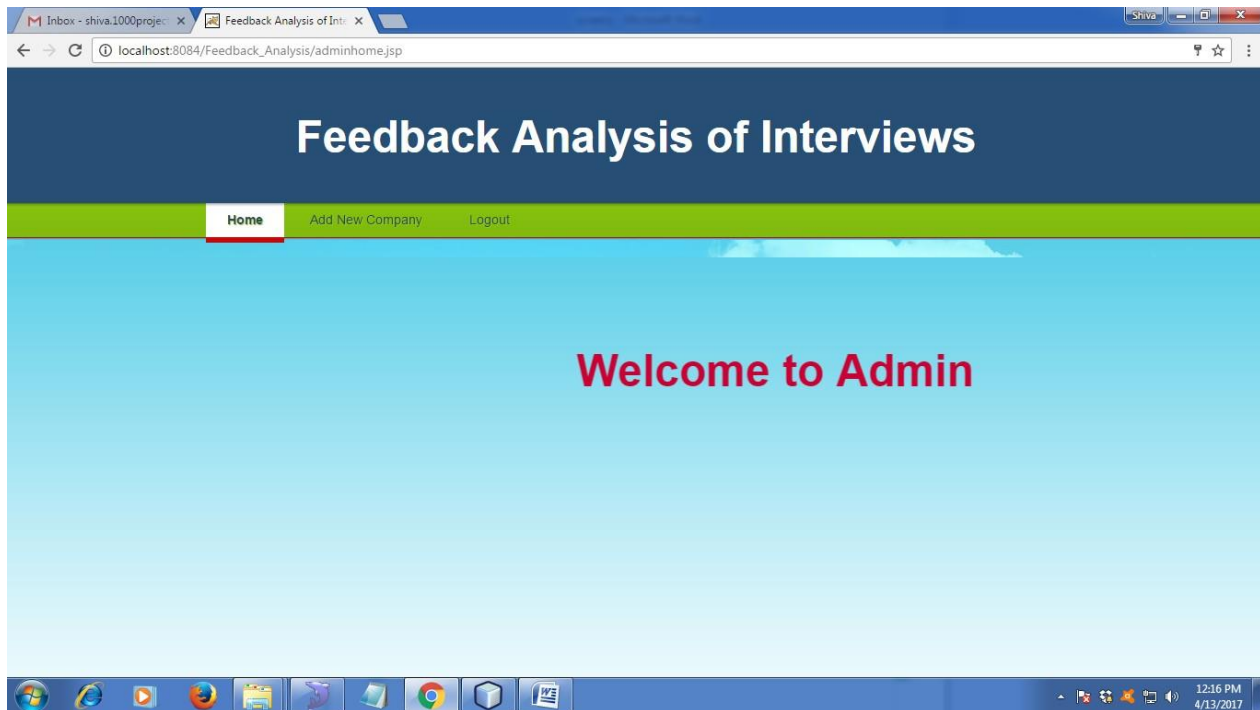 Inbox - shiva.1000projec
Feedback Analysis of Int
Shiva
localhost:8084/Feedback_Analysis/adminhome.jsp
Feedback Analysis of Interviews
Home Add New Company Logout
Welcome to Admin
12:16 PM
4/13/2017